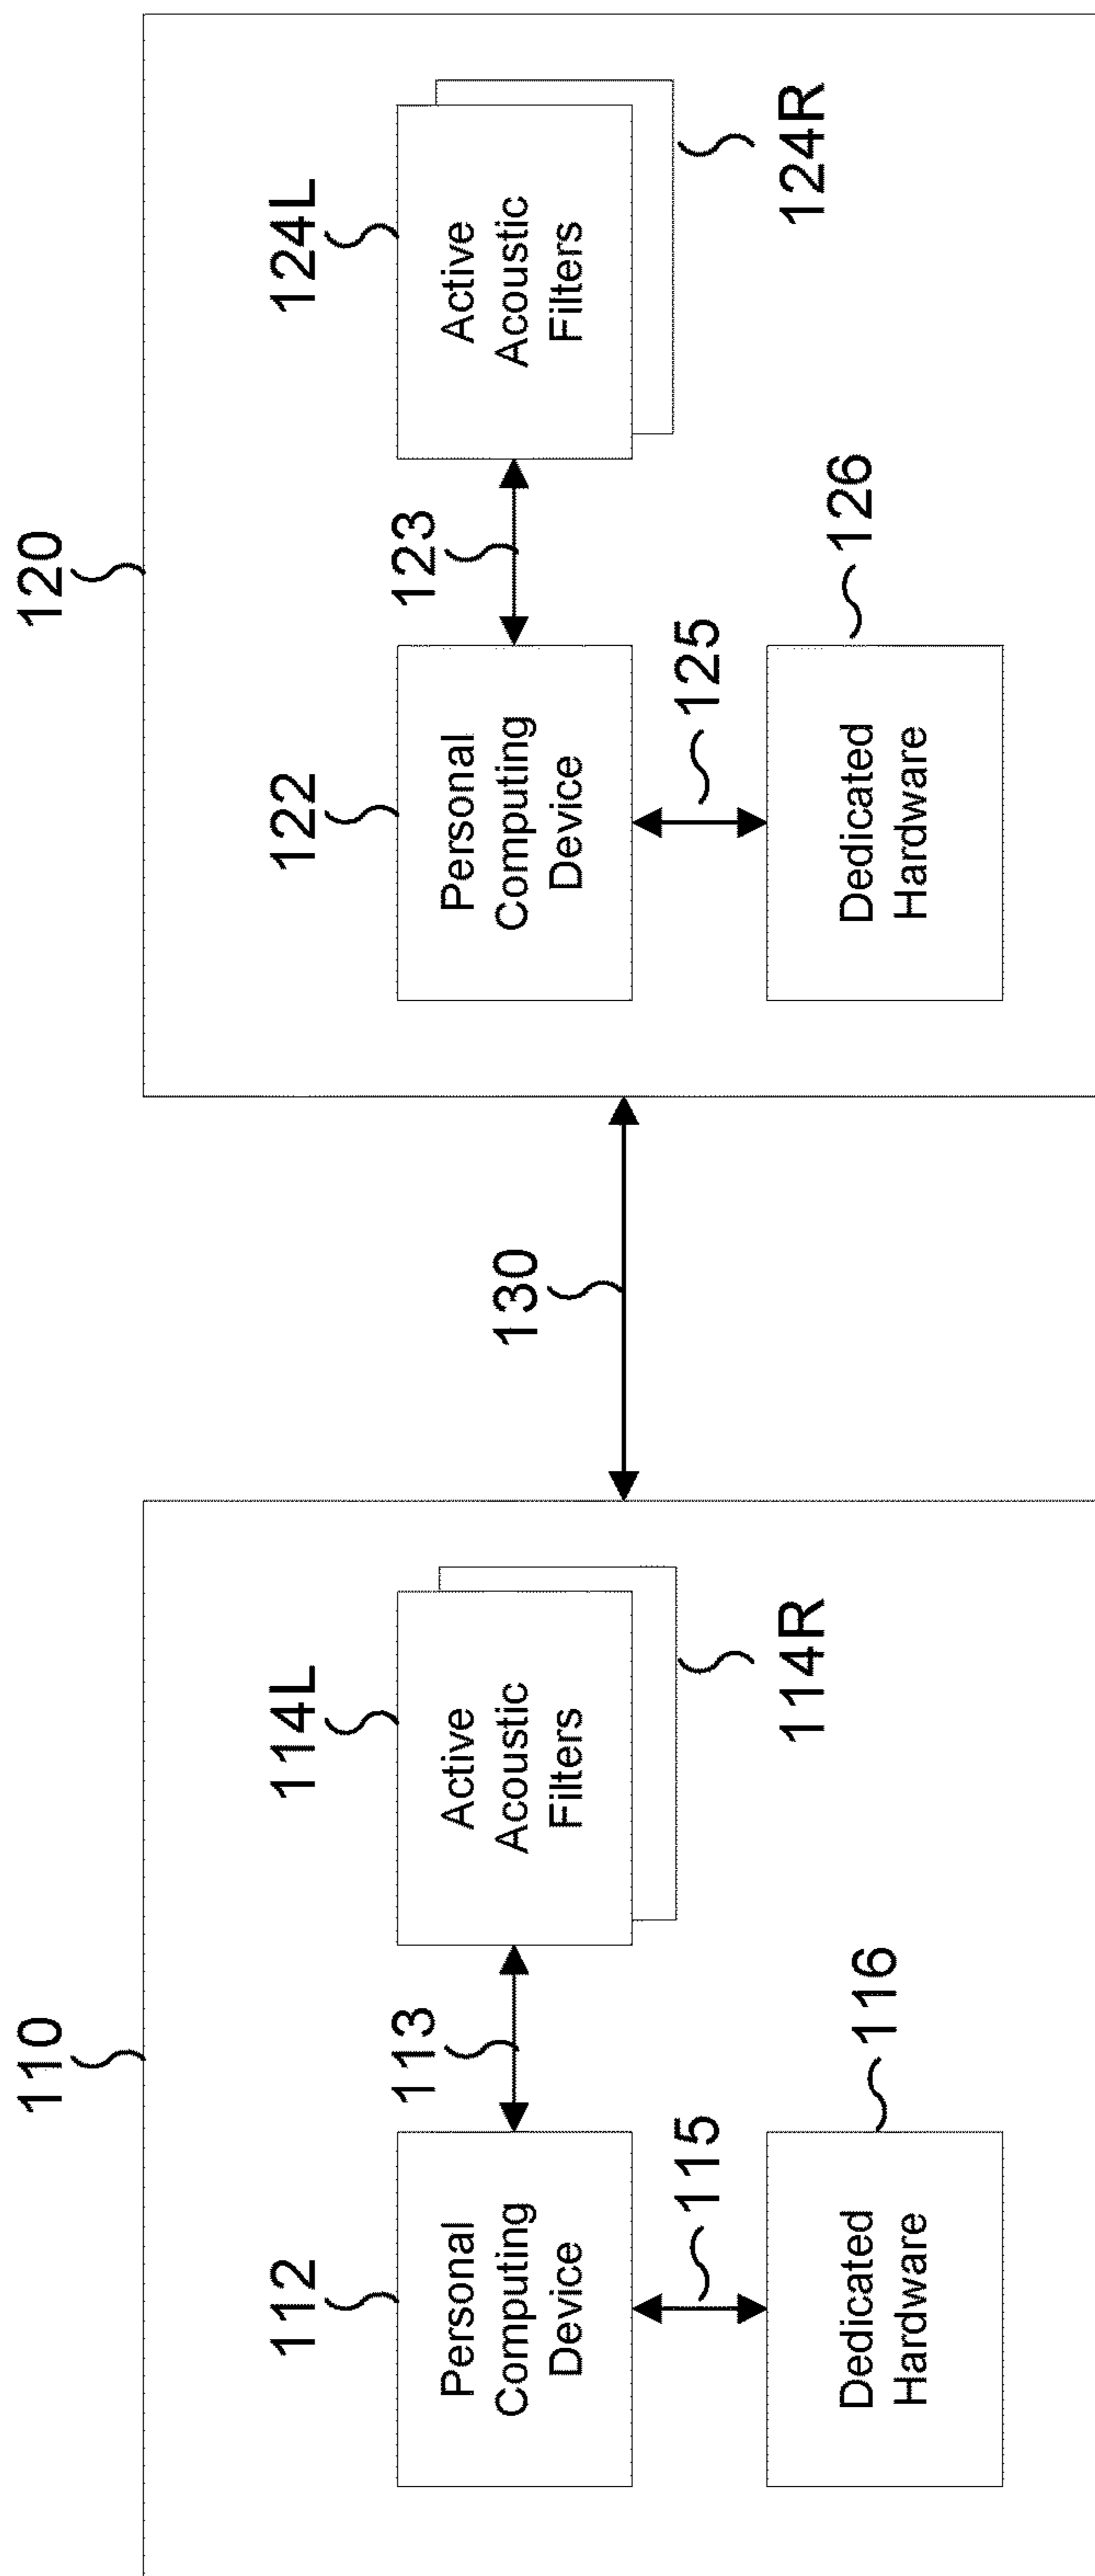 110
120
112
114L
122
124L
Personal
Computing
Device
113
Active
Acoustic
Filters
130
Personal
Computing
Device
123
Active
Acoustic
Filters
115
114R
125
124R
Dedicated
Hardware
116
Dedicated
Hardware
126